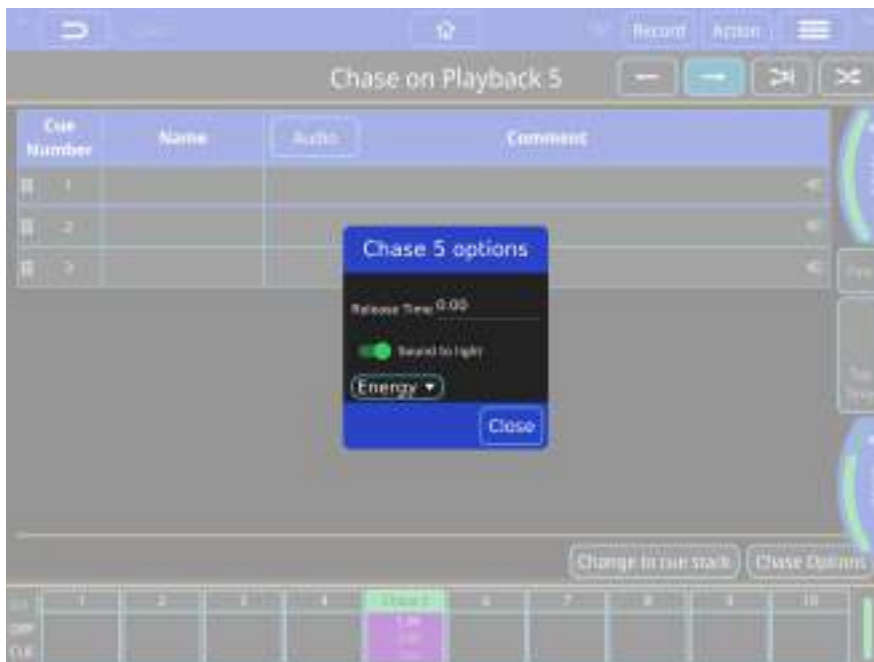 Record Action
Chase on Playback 5
Cue Number Name Audio Comment
1
2
3
Chase 5 options
Release Time 0.00
Sound to light
Energy
Close
Change to cue stack Chase Options
1 2 3 4 Chase 5 6 7 8 9 10
CUE